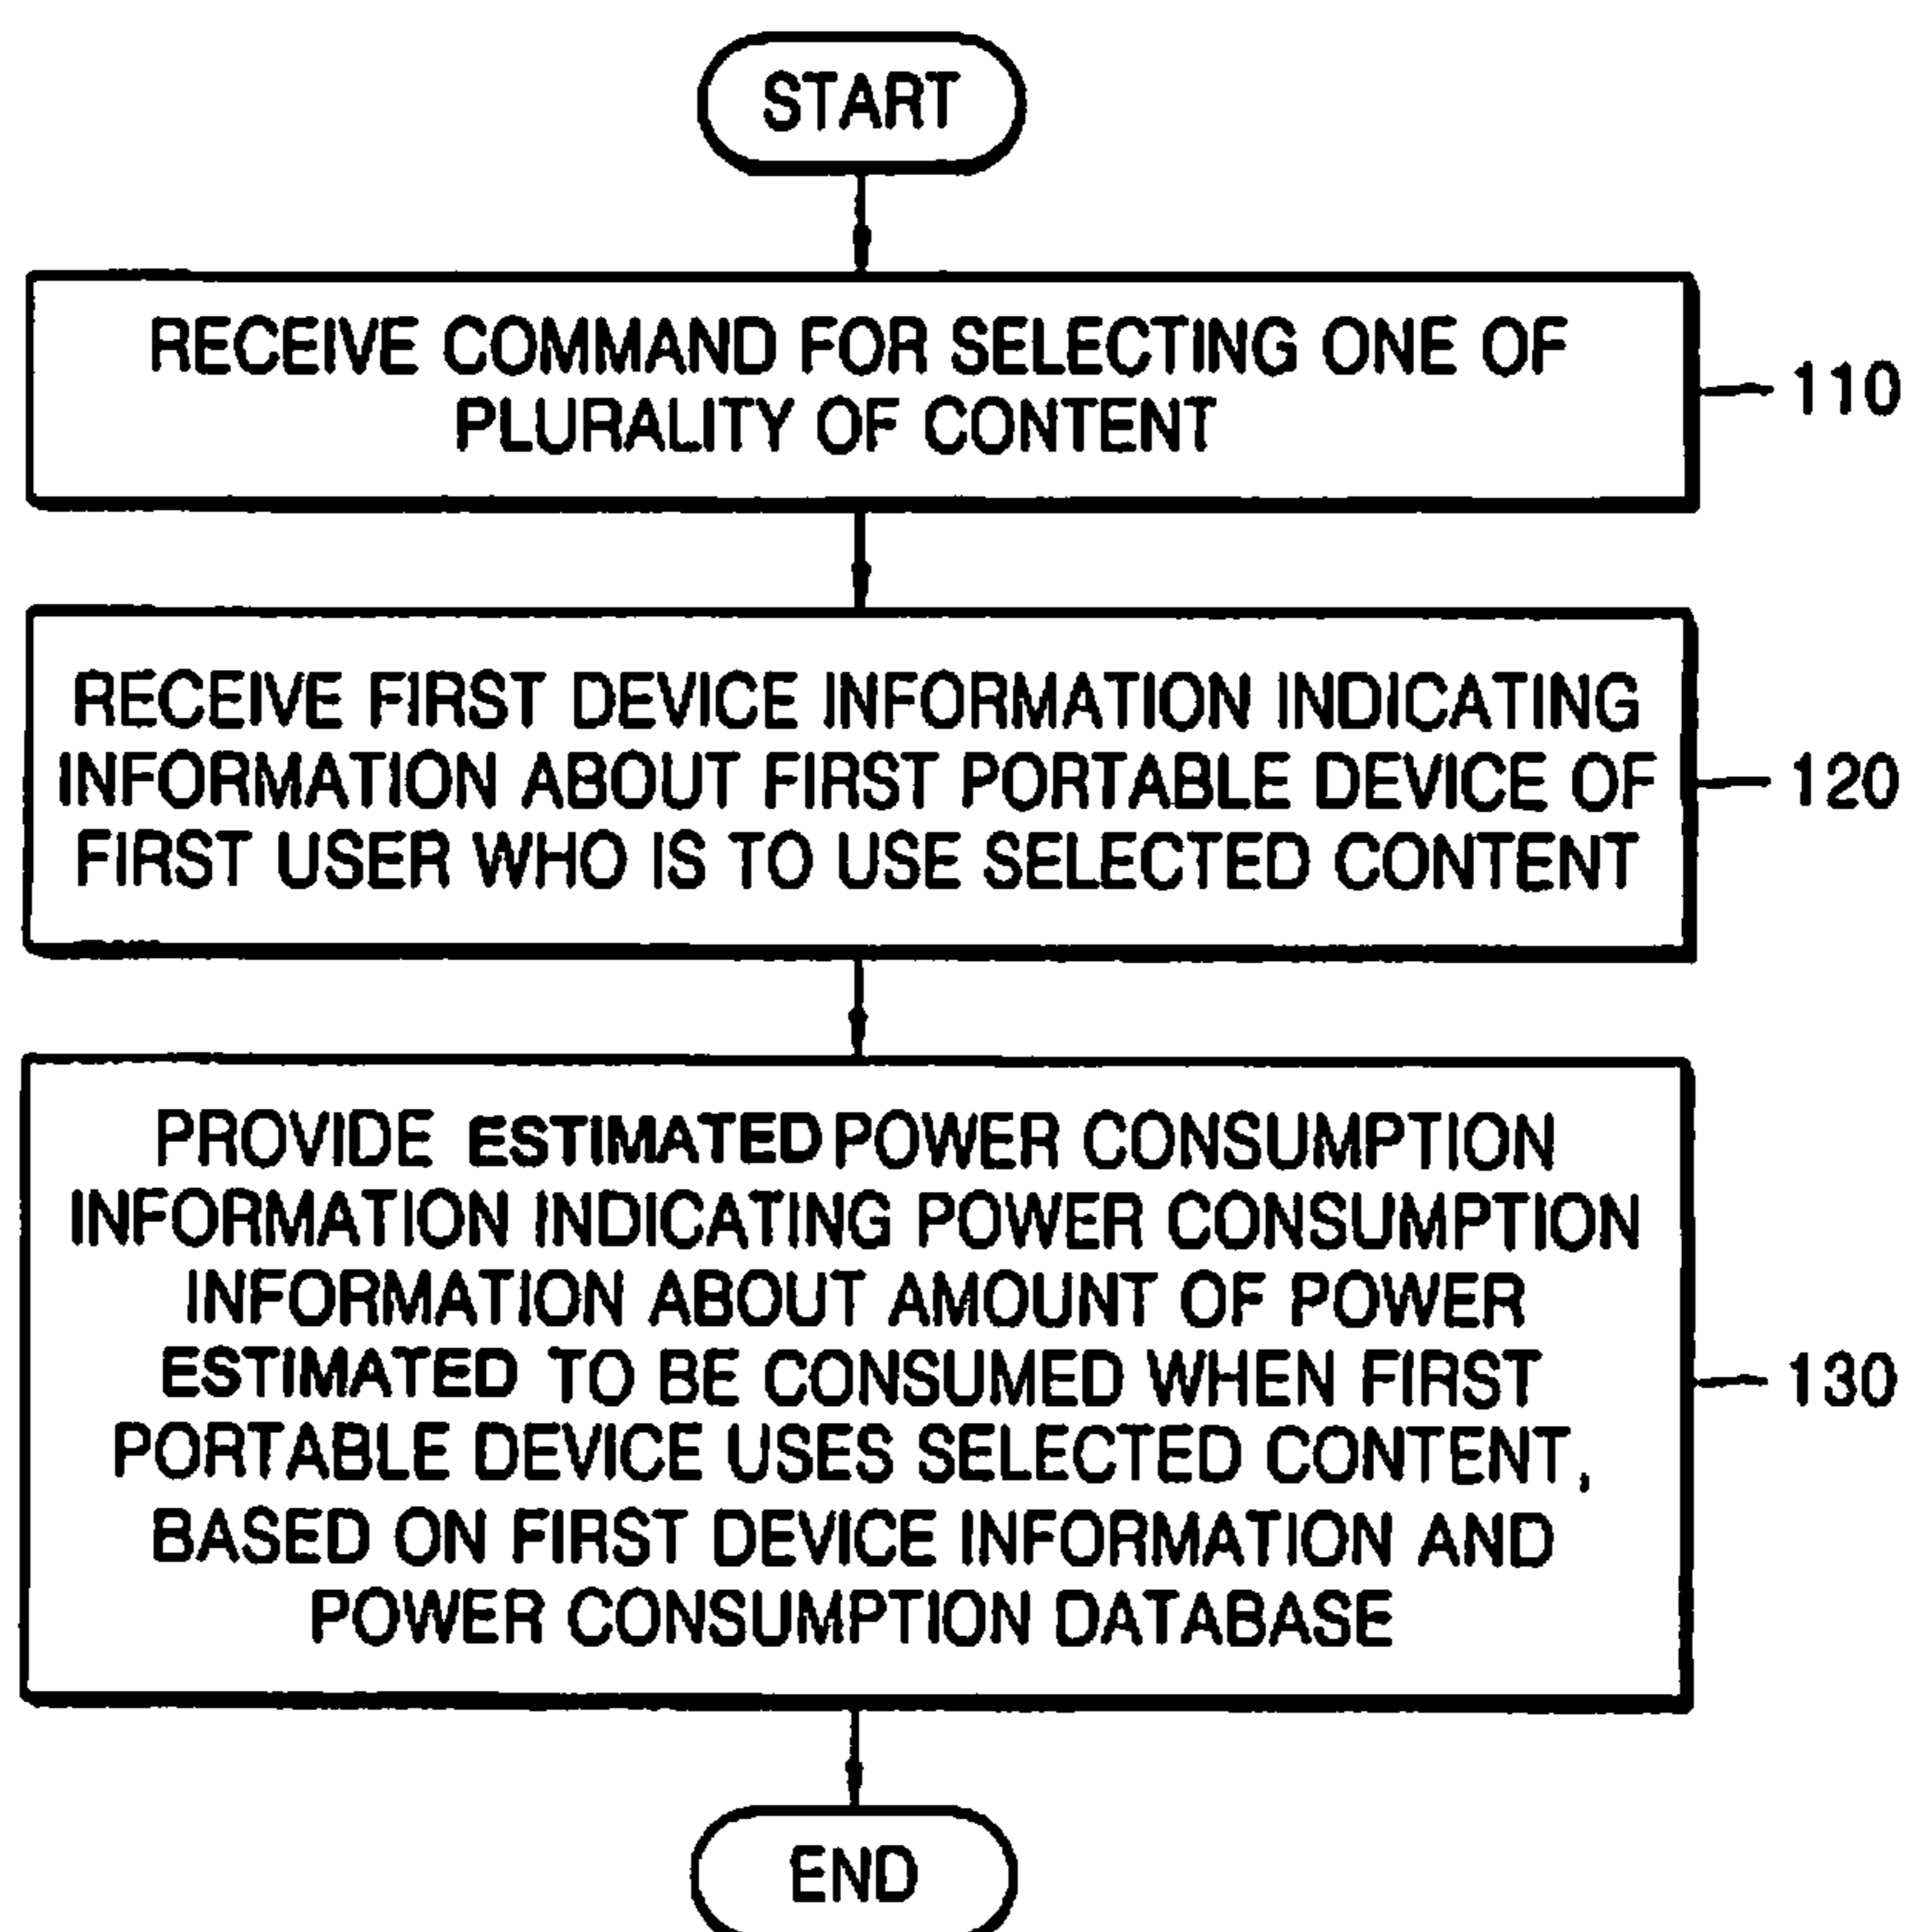 START
RECEIVE COMMAND FOR SELECTING ONE OF
PLURALITY OF CONTENT
110
RECEIVE FIRST DEVICE INFORMATION INDICATING
INFORMATION ABOUT FIRST PORTABLE DEVICE OF
FIRST USER WHO IS TO USE SELECTED CONTENT
120
PROVIDE ESTIMATED POWER CONSUMPTION
INFORMATION INDICATING POWER CONSUMPTION
INFORMATION ABOUT AMOUNT OF POWER
ESTIMATED TO BE CONSUMED WHEN FIRST
PORTABLE DEVICE USES SELECTED CONTENT,
BASED ON FIRST DEVICE INFORMATION AND
POWER CONSUMPTION DATABASE
130
END